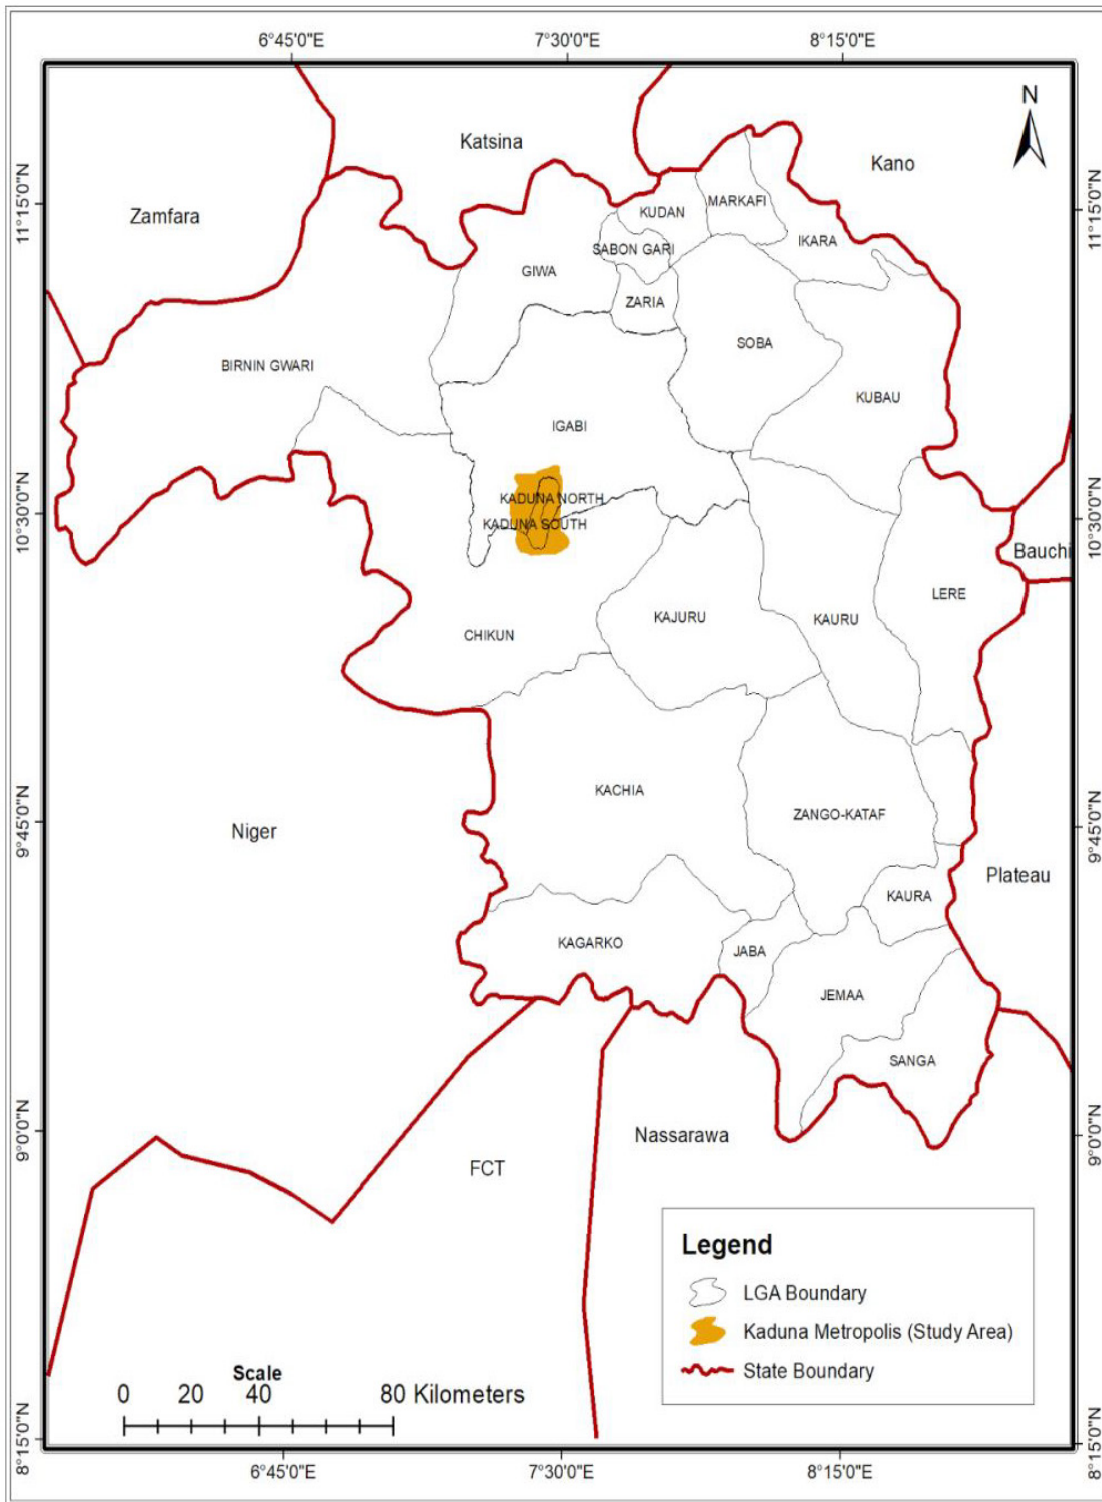 6°45'0"E
7°30'0"E
8°15'0"E
N
Katsina
Kano
Zamfara
11°15'0"N
11°15'0"N
MARKAFI
KUDAN
IKARA
SABON GARI
GIWA
ZARIA
SOBA
BIRNIN GWARI
KUBAU
IGABI
KADUNA NORTH
10°30'0"N
10°30'0"N
KADUNA SOUTH
Bauchi
LERE
KAJURU
KAURU
CHIKUN
KACHIA
ZANGO-KATAF
9°45'0"N
9°45'0"N
Niger
Plateau
KAURA
KAGARKO
JABA
JEMAA
SANGA
9°0'0"N
9°0'0"N
Nassarawa
FCT
Legend
LGA Boundary
Kaduna Metropolis (Study Area)
State Boundary
Scale
0 20 40 80 Kilometers
8°15'0"N
8°15'0"N
6°45'0"E
7°30'0"E
8°15'0"E